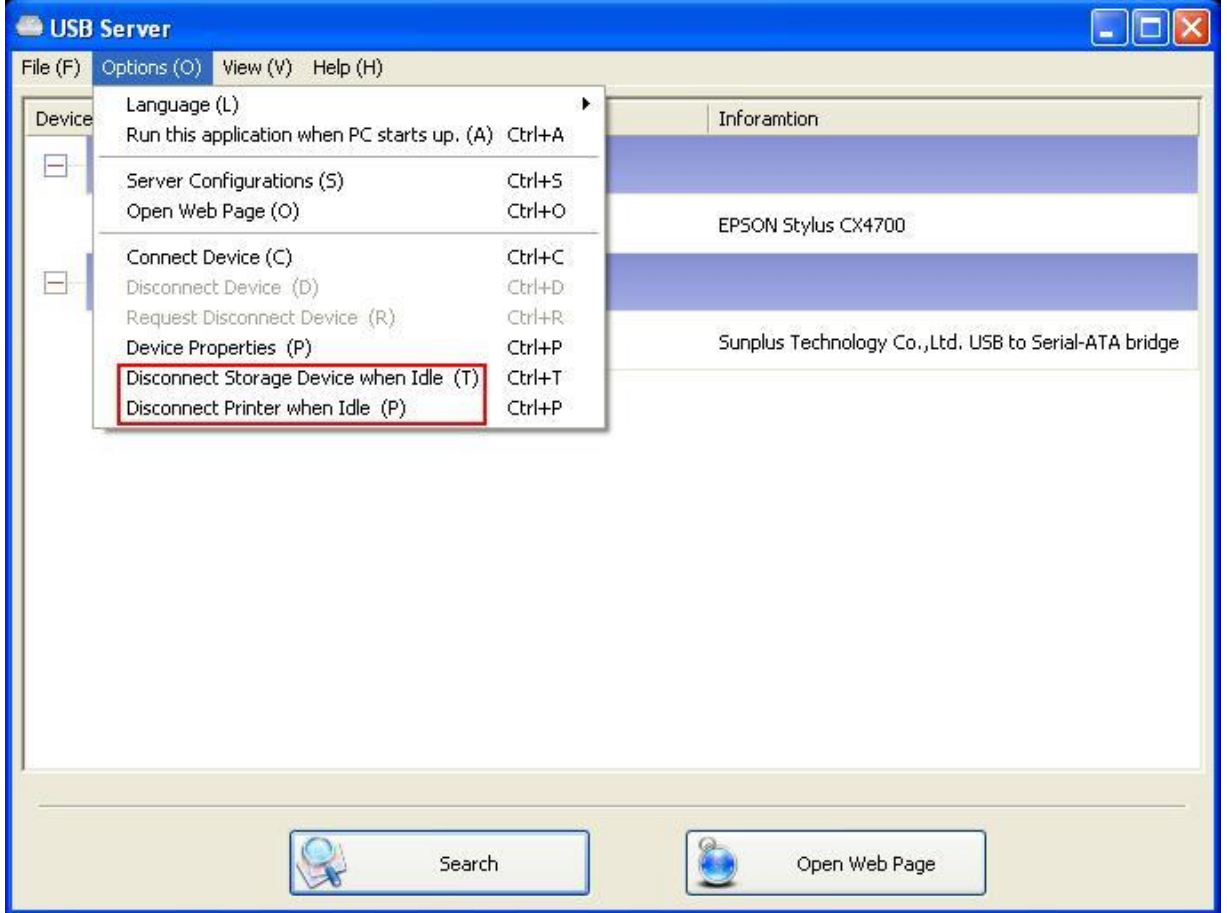 USB Server
File (F) Options (O) View (V) Help (H)
Device Inforamtion
Language (L)
Run this application when PC starts up. (A) Ctrl+A
Server Configurations (S) Ctrl+S
Open Web Page (O) Ctrl+O
EPSON Stylus CX4700
Connect Device (C) Ctrl+C
Disconnect Device (D) Ctrl+D
Request Disconnect Device (R) Ctrl+R
Device Properties (P) Ctrl+P
Sunplus Technology Co.,Ltd. USB to Serial-ATA bridge
Disconnect Storage Device when Idle (T) Ctrl+T
Disconnect Printer when Idle (P) Ctrl+P
Search Open Web Page